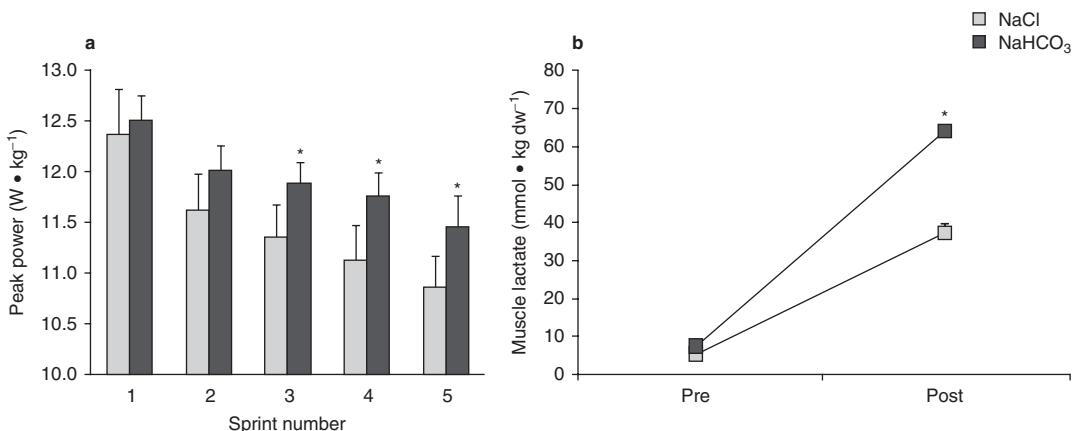 NaCl
NaHCO₃
a
13.0
12.5
12.0
11.5
11.0
10.5
10.0
Peak power (W • kg⁻¹)
* * *
1 2 3 4 5
Sprint number
b
80
70
60
50
40
30
20
10
0
Muscle lactate (mmol • kg dw⁻¹)
*
Pre Post